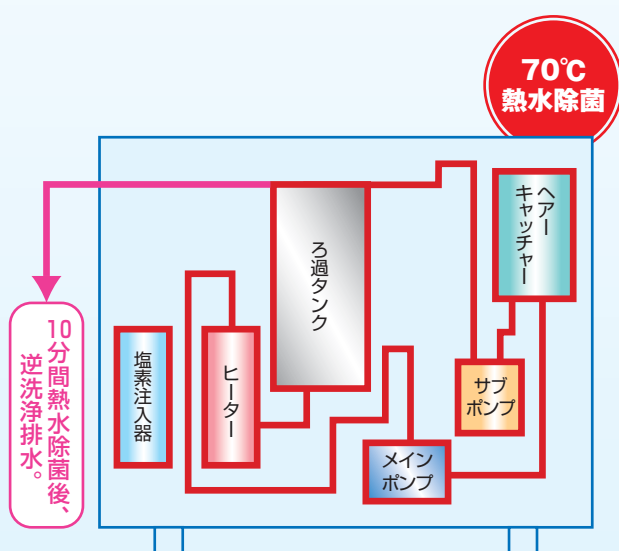 70℃
熱水除菌
ヘアー
キャッチャー
ろ過タンク
10分間熱水除菌後、
逆洗浄排水。
塩素注入器
ヒーター
サブ
ポンプ
メイン
ポンプ